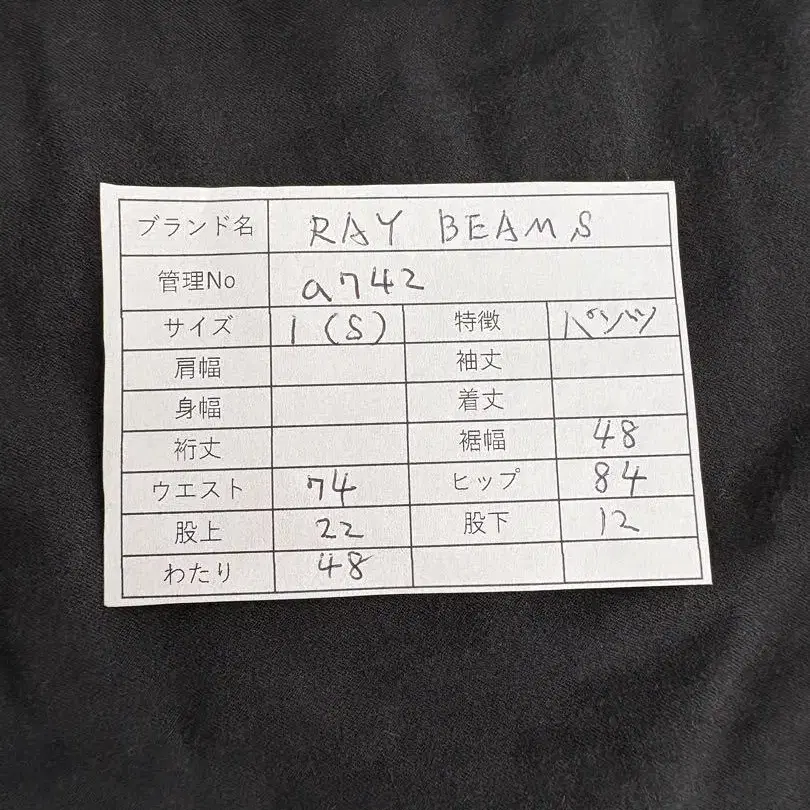 ブランド名 RAY BEAMS
管理No a742
サイズ 1(S) 特徴 パンツ
肩幅 袖丈
身幅 着丈
裄丈 裾幅 48
ウエスト 74 ヒップ 84
股上 22 股下 12
わたり 48